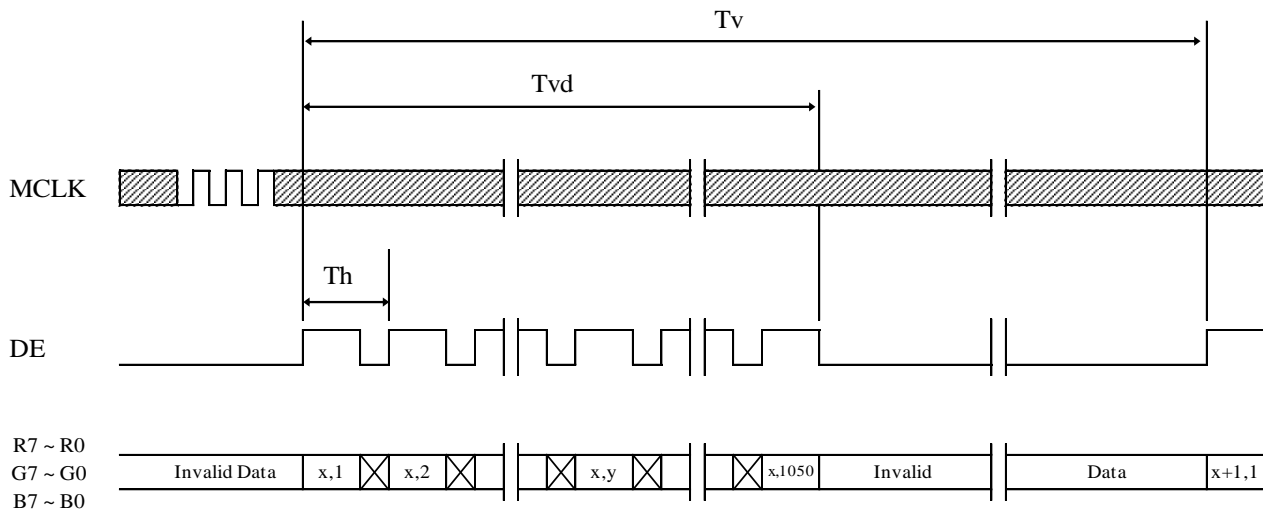 Tv
Tvd
MCLK
Th
DE
R7 ~ R0
G7 ~ G0
B7 ~ B0
Invalid Data
x,1
x,2
x,y
x,1050
Invalid
Data
x+1,1